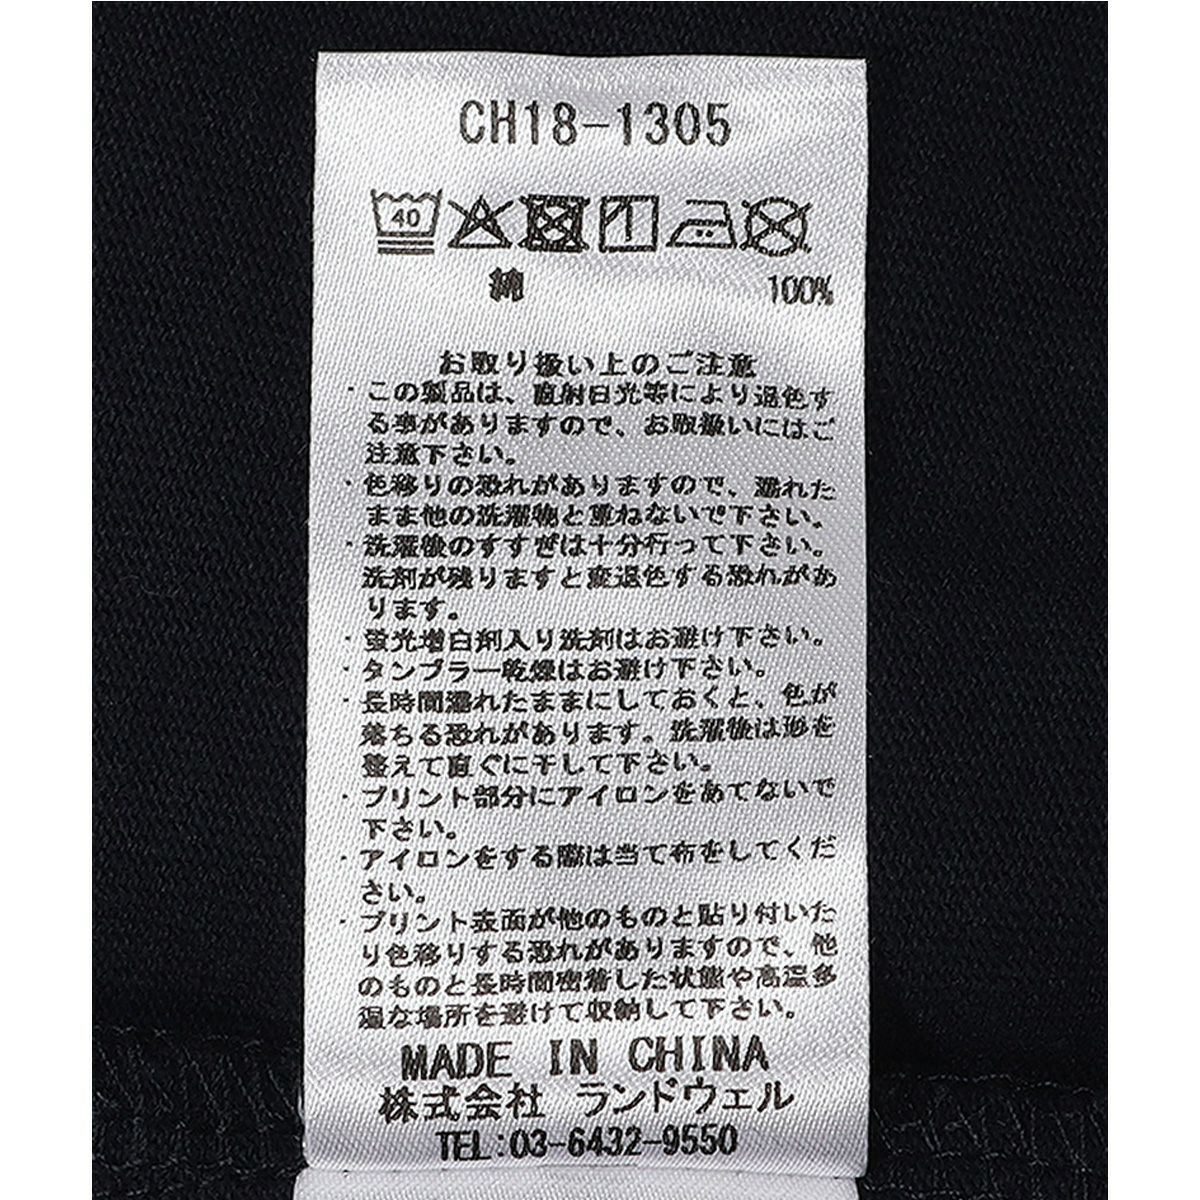 CH18-1305
40
綿 100%
お取り扱い上のご注意
・この製品は、直射日光等により退色す
る事がありますので、お取扱いにはご
注意下さい。
・色移りの恐れがありますので、濡れた
まま他の洗濯物と重ねないで下さい。
・洗濯後のすすぎは十分行って下さい。
洗剤が残りますと変退色する恐れがあ
ります。
・蛍光増白剤入り洗剤はお避け下さい。
・タンブラー乾燥はお避け下さい。
・長時間濡れたままにしておくと、色が
落ちる恐れがあります。洗濯後は形を
整えて直ぐに干して下さい。
・プリント部分にアイロンをあてないで
下さい。
・アイロンをする際は当て布をしてくだ
さい。
・プリント表面が他のものと貼り付いた
り色移りする恐れがありますので、他
のものと長時間密着した状態や高温多
湿な場所を避けて収納して下さい。
MADE IN CHINA
株式会社 ランドウェル
TEL:03-6432-9550